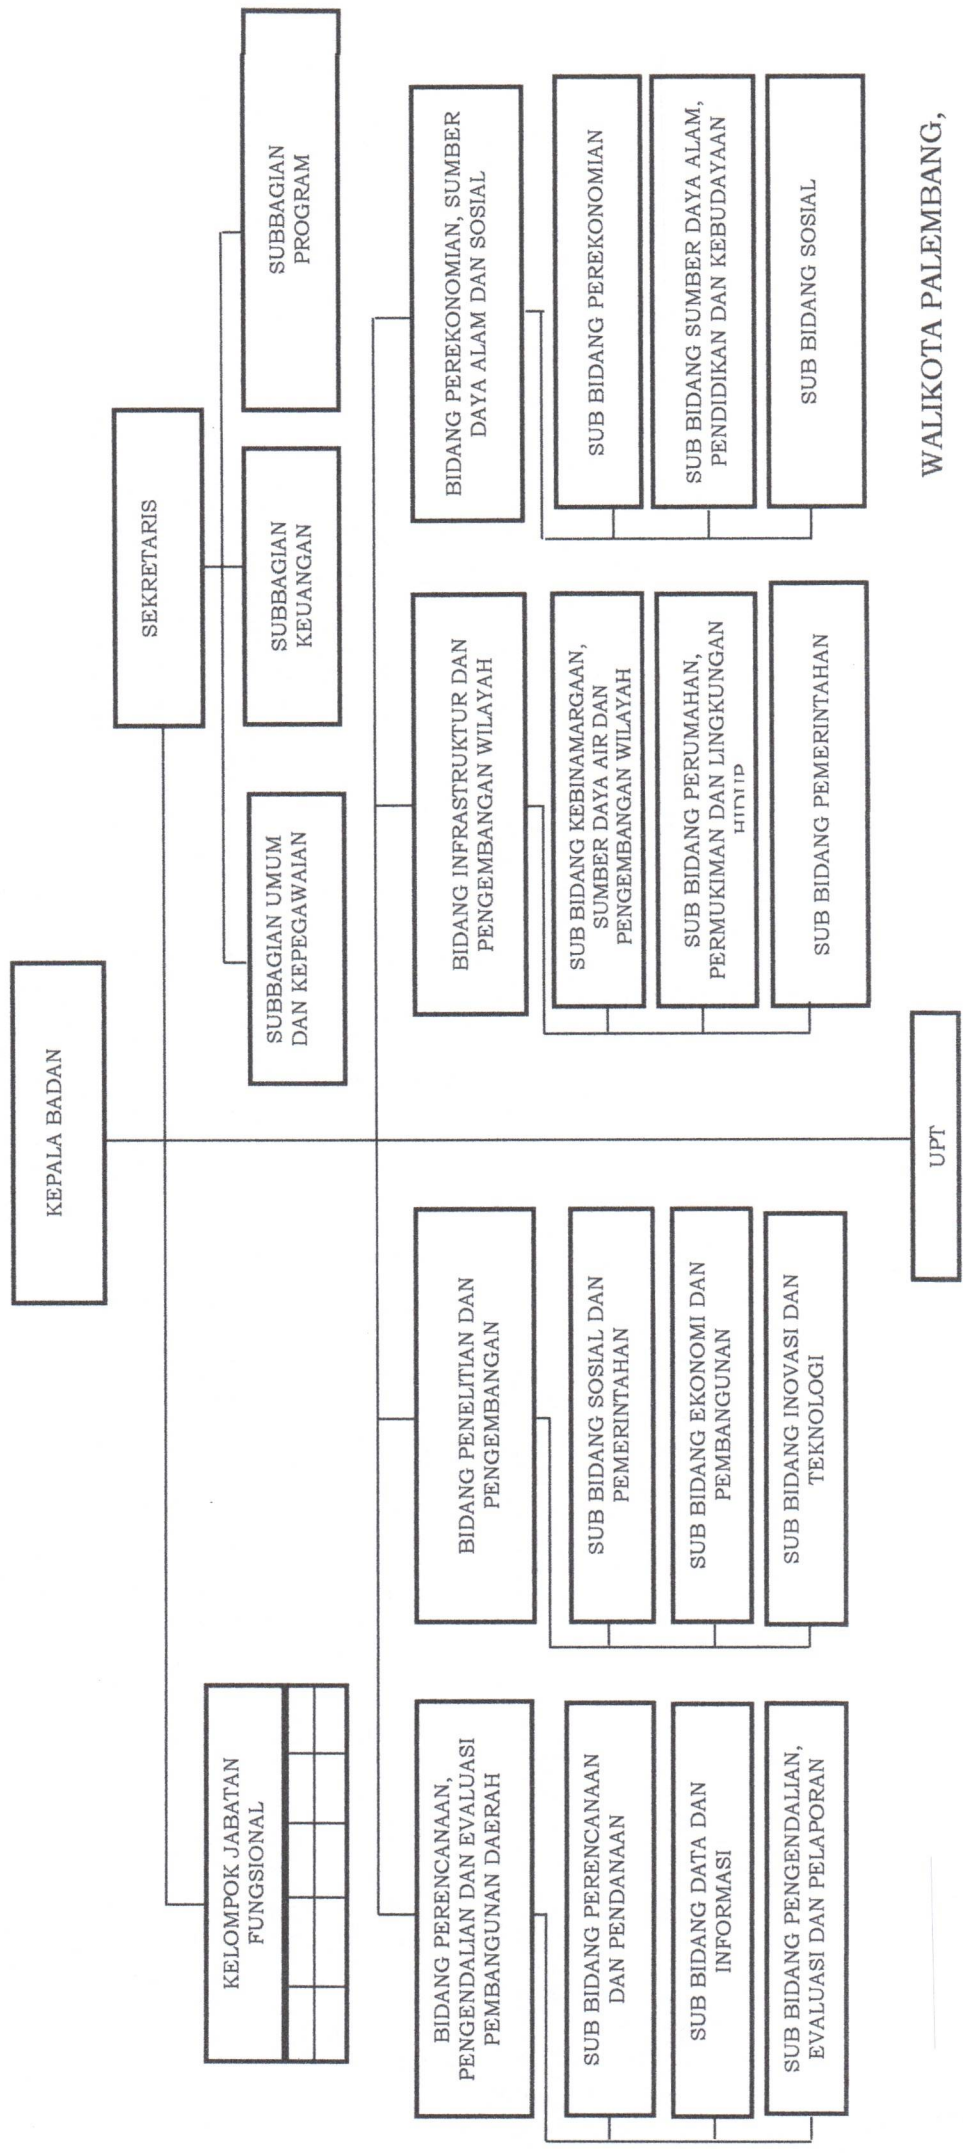 KEPALA BADAN
SEKRETARIS
KELOMPOK JABATAN
FUNGSIONAL
SUBBAGIAN UMUM
DAN KEPEGAWAIAN
SUBBAGIAN
KEUANGAN
SUBBAGIAN
PROGRAM
BIDANG PERENCANAAN,
PENGENDALIAN DAN EVALUASI
PEMBANGUNAN DAERAH
SUB BIDANG PERENCANAAN
DAN PENDANAAN
SUB BIDANG DATA DAN
INFORMASI
SUB BIDANG PENGENDALIAN,
EVALUASI DAN PELAPORAN
BIDANG PENELITIAN DAN
PENGEMBANGAN
SUB BIDANG SOSIAL DAN
PEMERINTAHAN
SUB BIDANG EKONOMI DAN
PEMBANGUNAN
SUB BIDANG INOVASI DAN
TEKNOLOGI
BIDANG INFRASTRUKTUR DAN
PENGEMBANGAN WILAYAH
SUB BIDANG KEBINAMARGAAN,
SUMBER DAYA AIR DAN
PENGEMBANGAN WILAYAH
SUB BIDANG PERUMAHAN,
PERMUKIMAN DAN LINGKUNGAN
HIDUP
SUB BIDANG PEMERINTAHAN
BIDANG PEREKONOMIAN, SUMBER
DAYA ALAM DAN SOSIAL
SUB BIDANG PEREKONOMIAN
SUB BIDANG SUMBER DAYA ALAM,
PENDIDIKAN DAN KEBUDAYAAN
SUB BIDANG SOSIAL
UPT
WALIKOTA PALEMBANG,